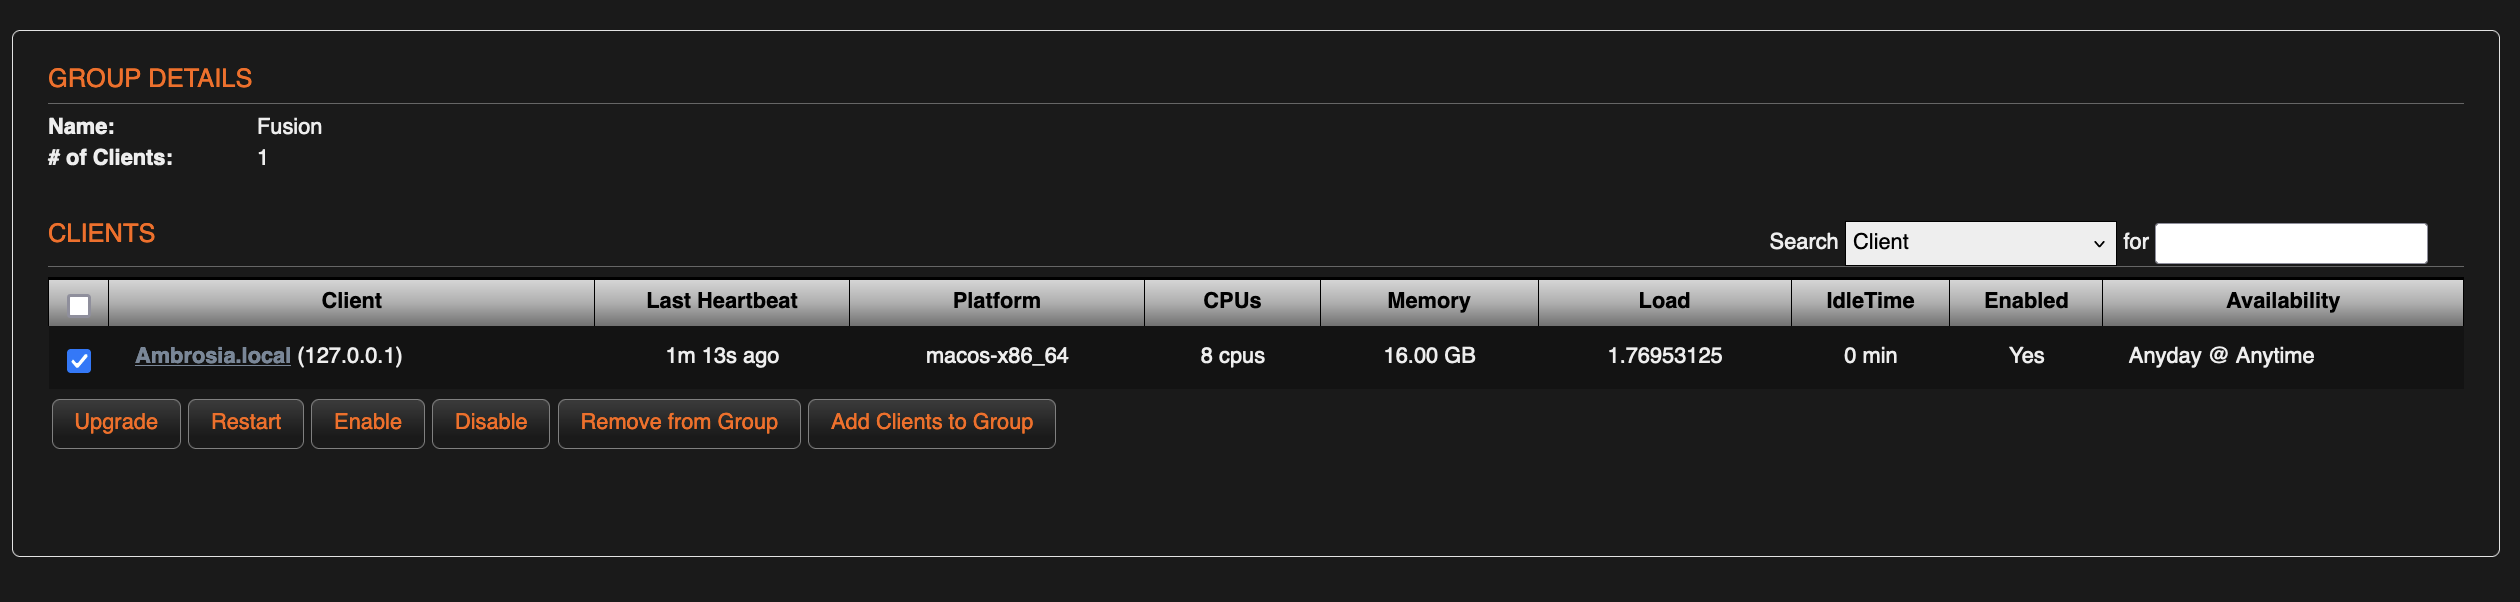 GROUP DETAILS
Name: Fusion
# of Clients: 1
CLIENTS
Search Client for
Client Last Heartbeat Platform CPUs Memory Load IdleTime Enabled Availability
Ambrosia.local (127.0.0.1) 1m 13s ago macos-x86_64 8 cpus 16.00 GB 1.76953125 0 min Yes Anyday @ Anytime
Upgrade Restart Enable Disable Remove from Group Add Clients to Group